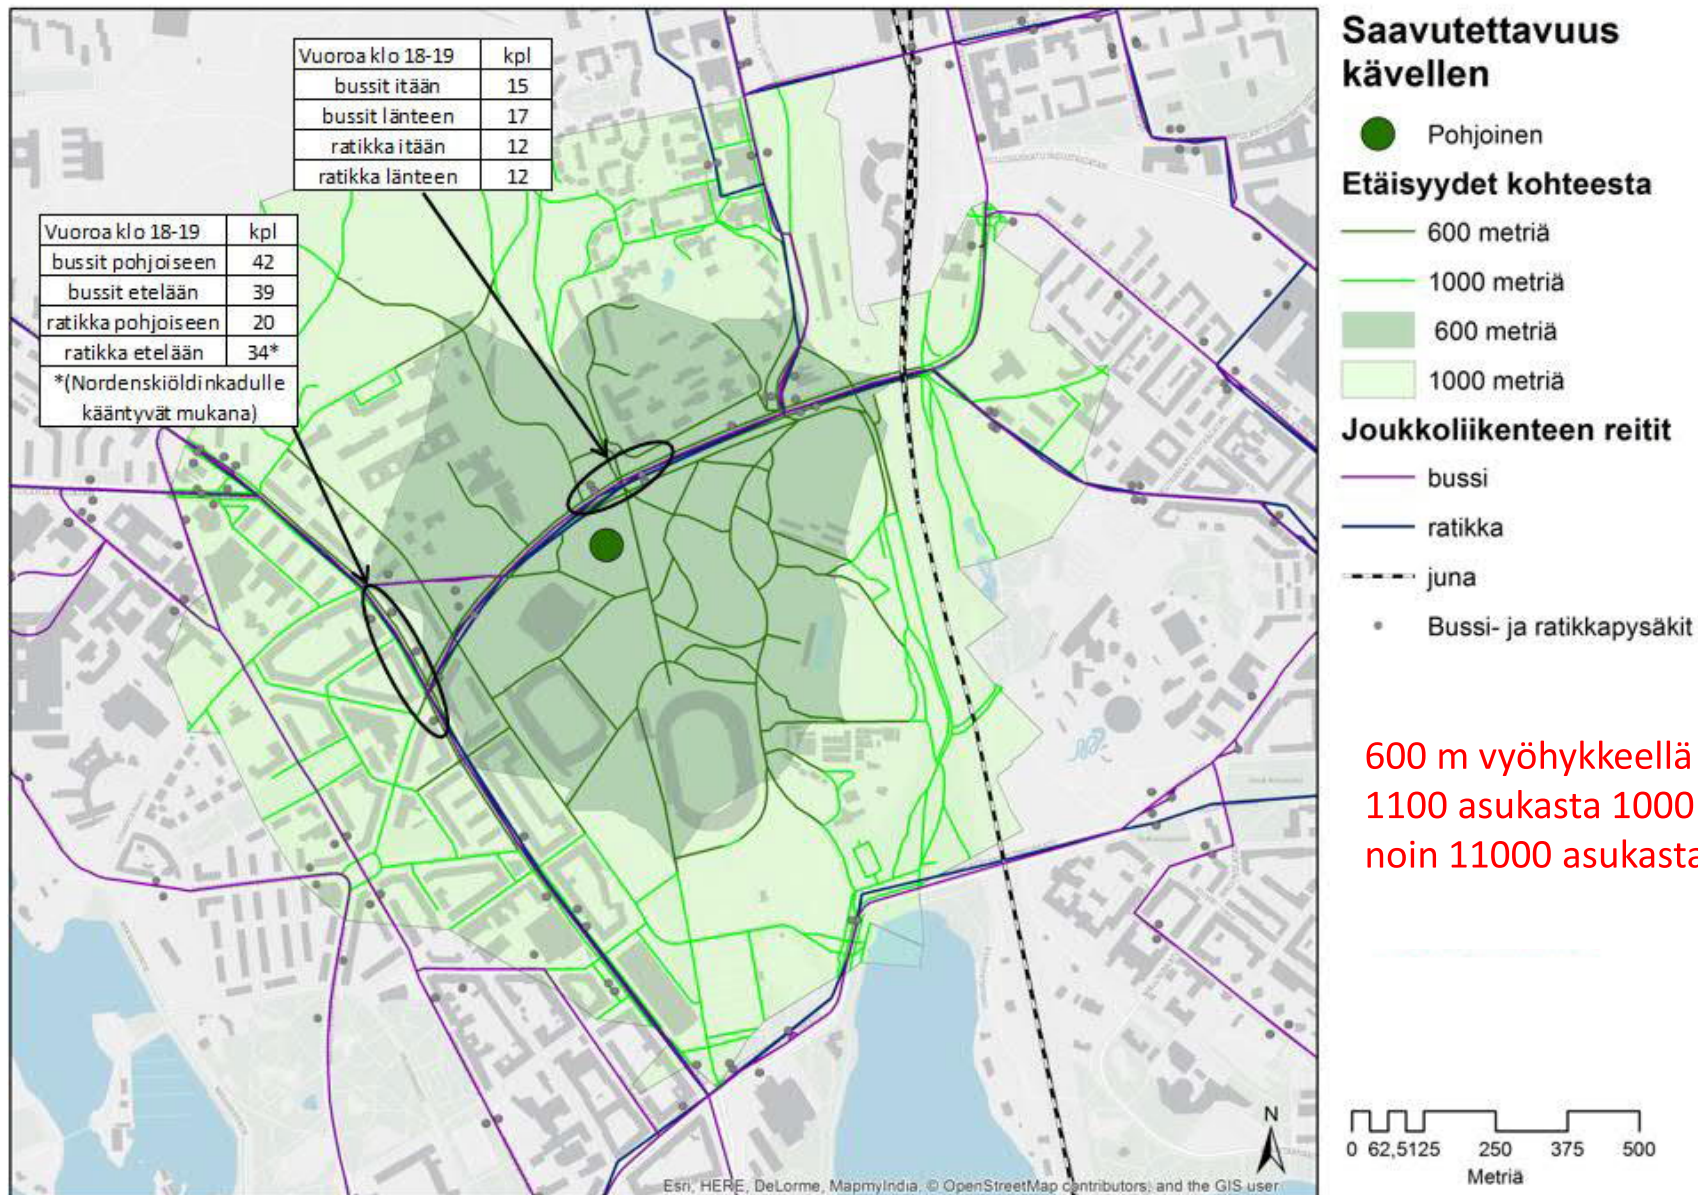 Vuoroa klo 18-19 kpl
bussit itään 15
bussit länteen 17
ratikka itään 12
ratikka länteen 12
Vuoroa klo 18-19 kpl
bussit pohjoiseen 42
bussit etelään 39
ratikka pohjoiseen 20
ratikka etelään 34*
*(Nordenskiöldinkadulle
kääntyvät mukana)
Saavutettavuus
kävellen
Pohjoinen
Etäisyydet kohteesta
600 metriä
1000 metriä
600 metriä
1000 metriä
Joukkoliikenteen reitit
bussi
ratikka
juna
Bussi- ja ratikkapysäkit
600 m vyöhykkeellä
1100 asukasta 1000
noin 11000 asukasta
N
0 62,5125 250 375 500
Metriä
Esri, HERE, DeLorme, MapmyIndia, © OpenStreetMap contributors, and the GIS user